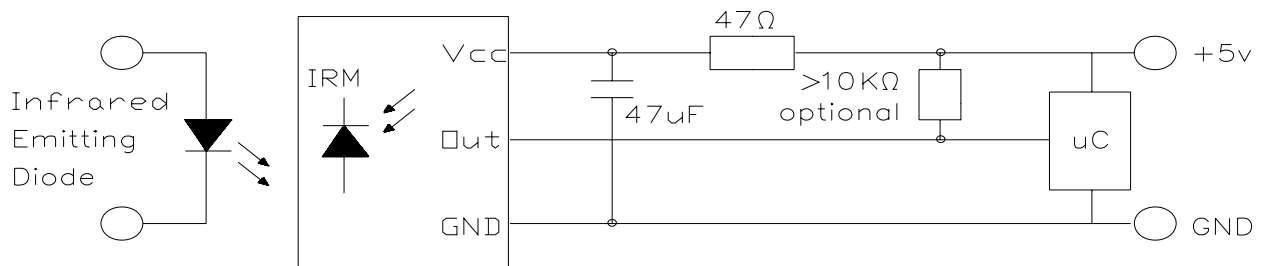 Infrared
Emitting
Diode
IRM
Vcc
Out
GND
47uF
47Ω
>10KΩ
optional
uC
+5v
GND